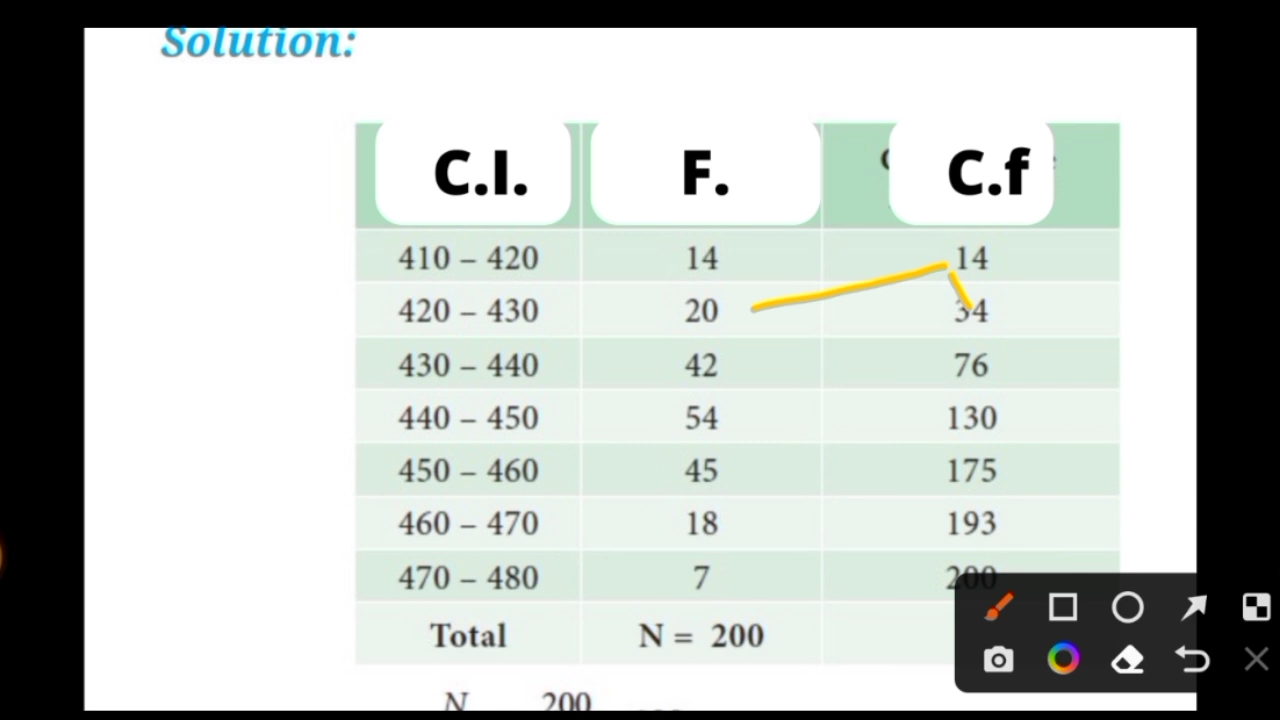 Solution:
C.I. F. C.f
410 – 420 14 14
420 – 430 20 34
430 – 440 42 76
440 – 450 54 130
450 – 460 45 175
460 – 470 18 193
470 – 480 7 200
Total N = 200
N 200